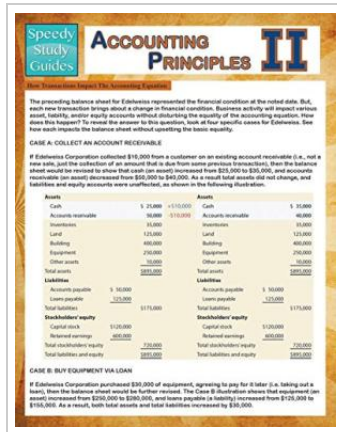 Speedy
Study
Guides
ACCOUNTING
PRINCIPLES II
How Transactions Impact The Accounting Equation
The preceding balance sheet for Edelweiss represented the financial condition at the noted date. But,
each new transaction brings about a change in financial condition. Business activity will impact various
asset, liability, and/or equity accounts without disturbing the equality of the accounting equation. How
does this happen? To reveal the answer to this question, look at four specific cases for Edelweiss. See
how each impacts the balance sheet without upsetting the basic equality.
CASE A: COLLECT AN ACCOUNT RECEIVABLE
If Edelweiss Corporation collected $10,000 from a customer on an existing account receivable (i.e., not a
new sale, just the collection of an amount that is due from some previous transaction), then the balance
sheet would be revised to show that cash (an asset) increased from $25,000 to $35,000, and accounts
receivable (an asset) decreased from $50,000 to $40,000. As a result total assets did not change, and
liabilities and equity accounts were unaffected, as shown in the following illustration.
Assets Assets
Cash $ 25,000 +$10,000 Cash $ 35,000
Accounts receivable 50,000 -$10,000 Accounts receivable 40,000
Inventories 35,000 Inventories 35,000
Land 125,000 Land 125,000
Building 400,000 Building 400,000
Equipment 250,000 Equipment 250,000
Other assets 10,000 Other assets 10,000
Total assets $895,000 Total assets $895,000
Liabilities Liabilities
Accounts payable $ 50,000 Accounts payable $ 50,000
Loans payable 125,000 Loans payable 125,000
Total liabilities $175,000 Total liabilities $175,000
Stockholders' equity Stockholders' equity
Capital stock $120,000 Capital stock $120,000
Retained earnings 600,000 Retained earnings 600,000
Total stockholders' equity 720,000 Total stockholders' equity 720,000
Total liabilities and equity $895,000 Total liabilities and equity $895,000
CASE B: BUY EQUIPMENT VIA LOAN
If Edelweiss Corporation purchased $30,000 of equipment, agreeing to pay for it later (i.e. taking out a
loan), then the balance sheet would be further revised. The Case B illustration shows that equipment (an
asset) increased from $250,000 to $280,000, and loans payable (a liability) increased from $125,000 to
$155,000. As a result, both total assets and total liabilities increased by $30,000.